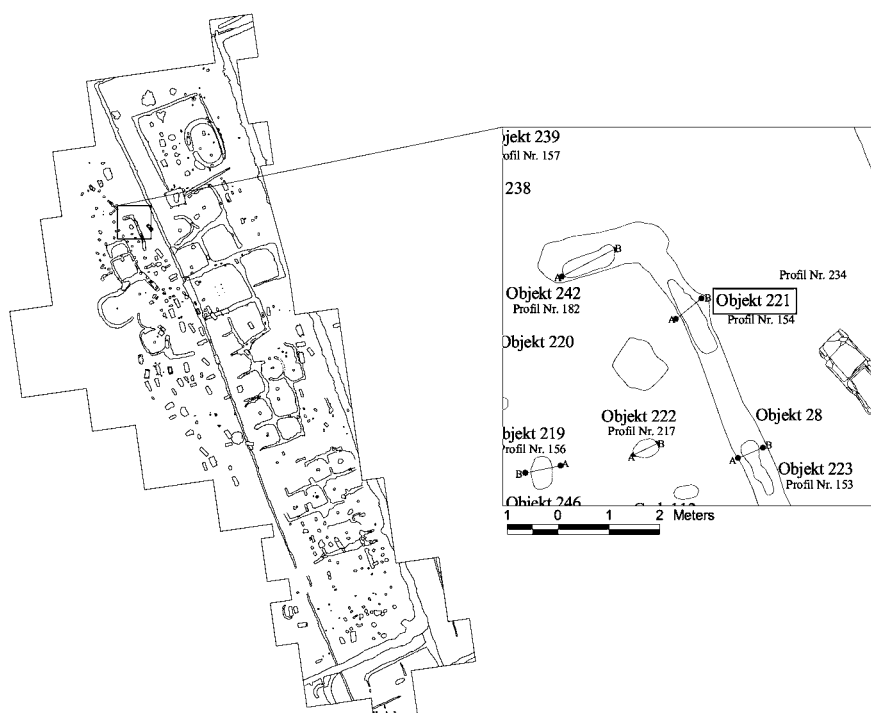 bjekt 239
rofil Nr. 157
238
Profil Nr. 234
B
A
Objekt 242
Profil Nr. 182
B
Objekt 221
A
Profil Nr. 154
Objekt 220
Objekt 222
Profil Nr. 217
Objekt 28
bjekt 219
Profil Nr. 156
B
A
B
A
B
A
Objekt 223
Profil Nr. 153
Objekt 246
1 0 1 2 Meters